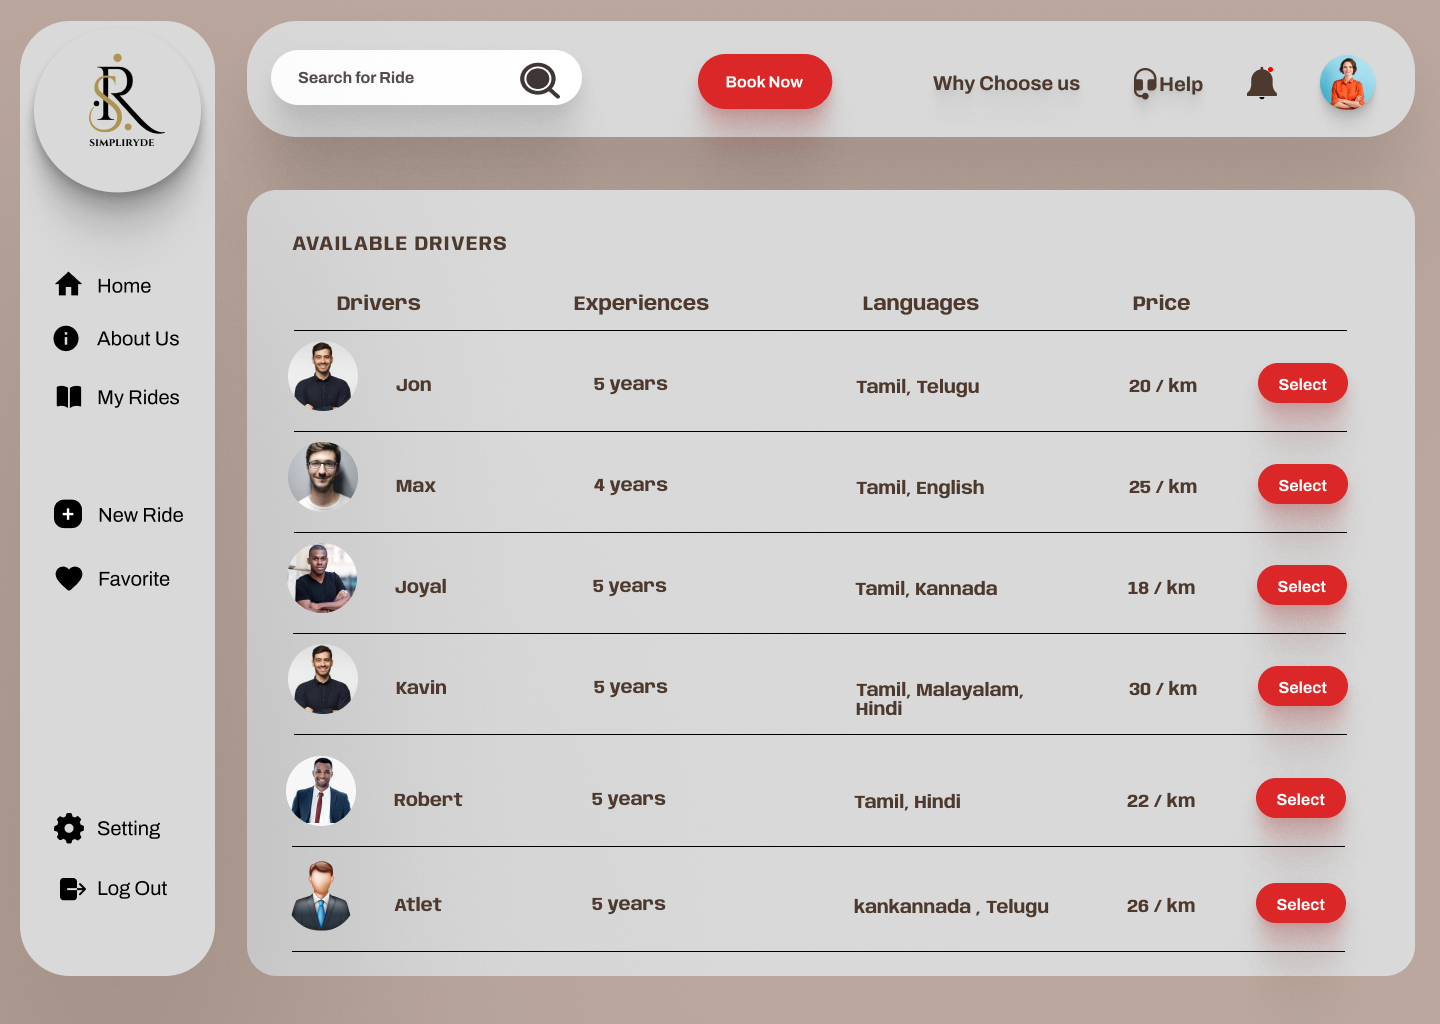 SIMPLIRYDE
Search for Ride
Book Now
Why Choose us
Help
Home
About Us
My Rides
New Ride
Favorite
Setting
Log Out
AVAILABLE DRIVERS
Drivers Experiences Languages Price
Jon 5 years Tamil, Telugu 20 / km Select
Max 4 years Tamil, English 25 / km Select
Joyal 5 years Tamil, Kannada 18 / km Select
Kavin 5 years Tamil, Malayalam, 30 / km Select
Hindi
Robert 5 years Tamil, Hindi 22 / km Select
Atlet 5 years kankannada , Telugu 26 / km Select